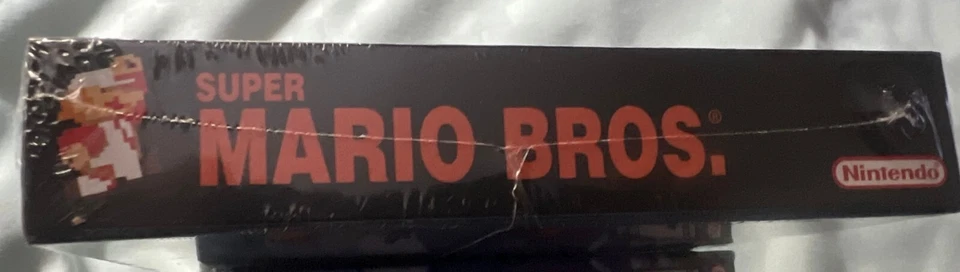 SUPER
MARIO BROS.®
Nintendo®